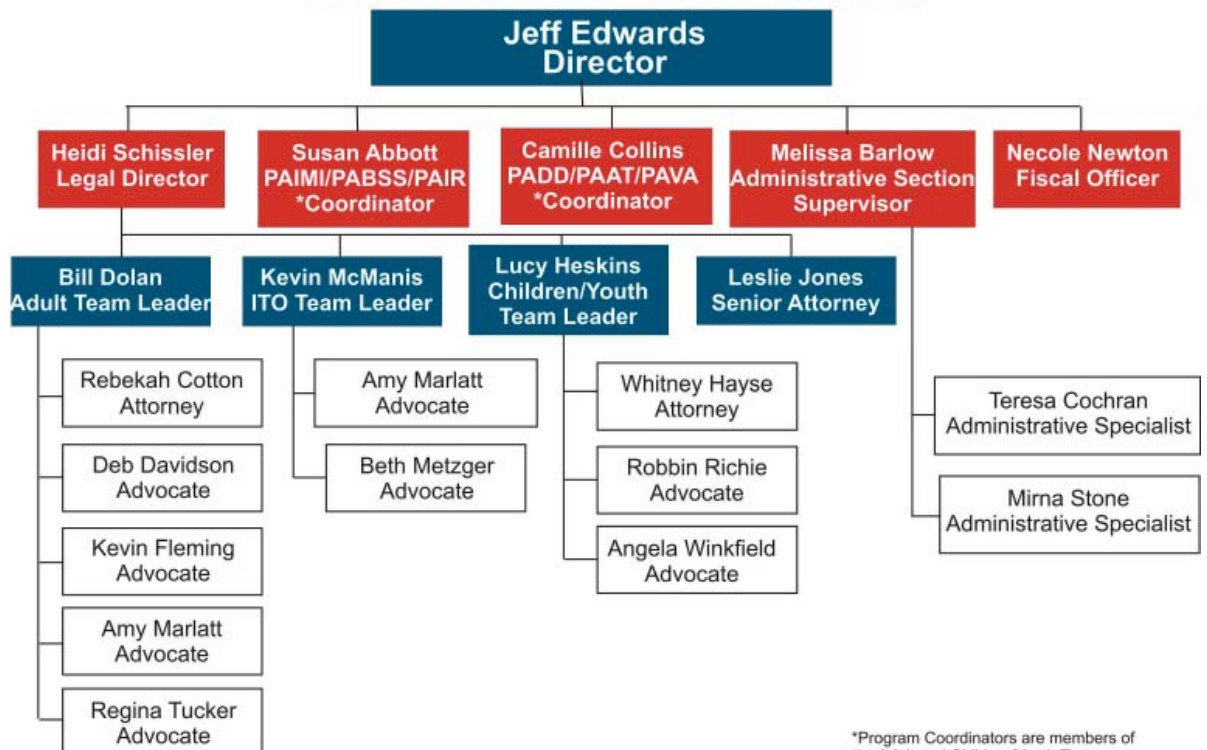 Jeff Edwards
Director
Heidi Schissler
Legal Director
Susan Abbott
PAIMI/PABSS/PAIR
*Coordinator
Camille Collins
PADD/PAAT/PAVA
*Coordinator
Melissa Barlow
Administrative Section
Supervisor
Necole Newton
Fiscal Officer
Bill Dolan
Adult Team Leader
Kevin McManis
ITO Team Leader
Lucy Heskins
Children/Youth
Team Leader
Leslie Jones
Senior Attorney
Rebekah Cotton
Attorney
Deb Davidson
Advocate
Kevin Fleming
Advocate
Amy Marlatt
Advocate
Regina Tucker
Advocate
Amy Marlatt
Advocate
Beth Metzger
Advocate
Whitney Hayse
Attorney
Robbin Richie
Advocate
Angela Winkfield
Advocate
Teresa Cochran
Administrative Specialist
Mirna Stone
Administrative Specialist
*Program Coordinators are members of